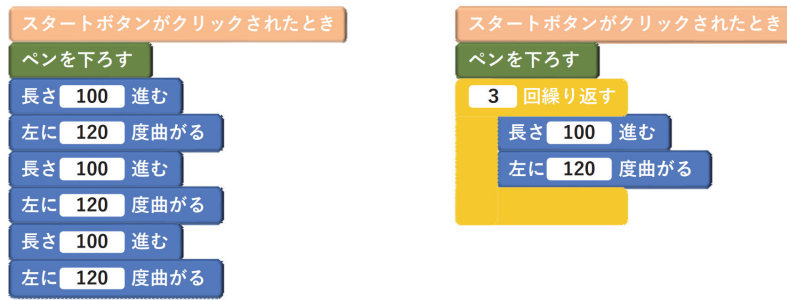 スタートボタンがクリックされたとき
ペンを下ろす
長さ 100 進む
左に 120 度曲がる
長さ 100 進む
左に 120 度曲がる
長さ 100 進む
左に 120 度曲がる
スタートボタンがクリックされたとき
ペンを下ろす
3 回繰り返す
長さ 100 進む
左に 120 度曲がる